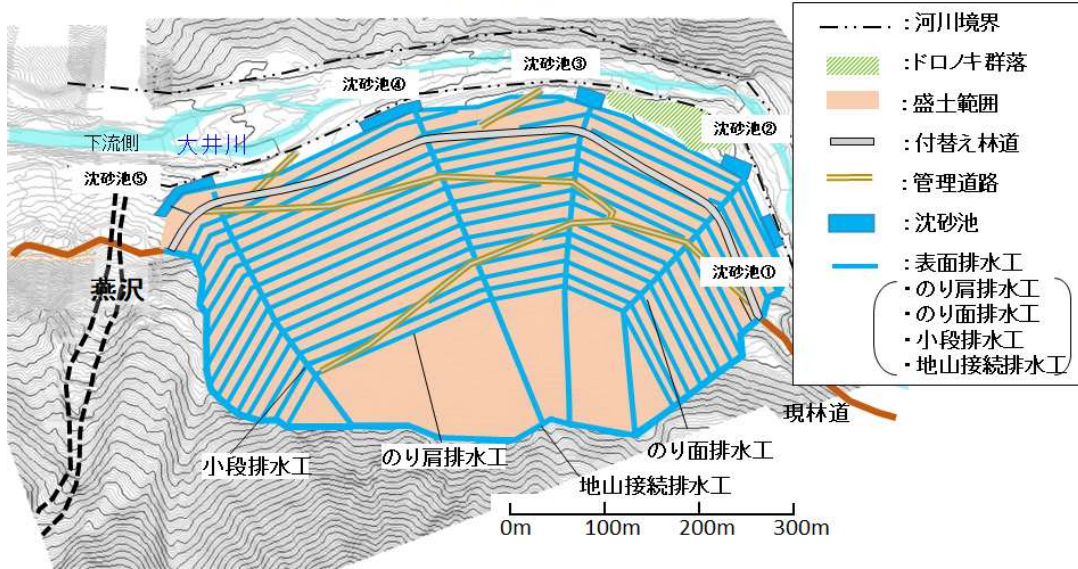 沈砂池③
沈砂池④
沈砂池②
下流側
大井川
沈砂池⑤
燕沢
沈砂池①
現林道
小段排水工
のり肩排水工
のり面排水工
地山接続排水工
0m 100m 200m 300m
:河川境界
:ドロノキ群落
:盛土範囲
:付替え林道
:管理道路
:沈砂池
:表面排水工
・のり肩排水工
・のり面排水工
・小段排水工
・地山接続排水工